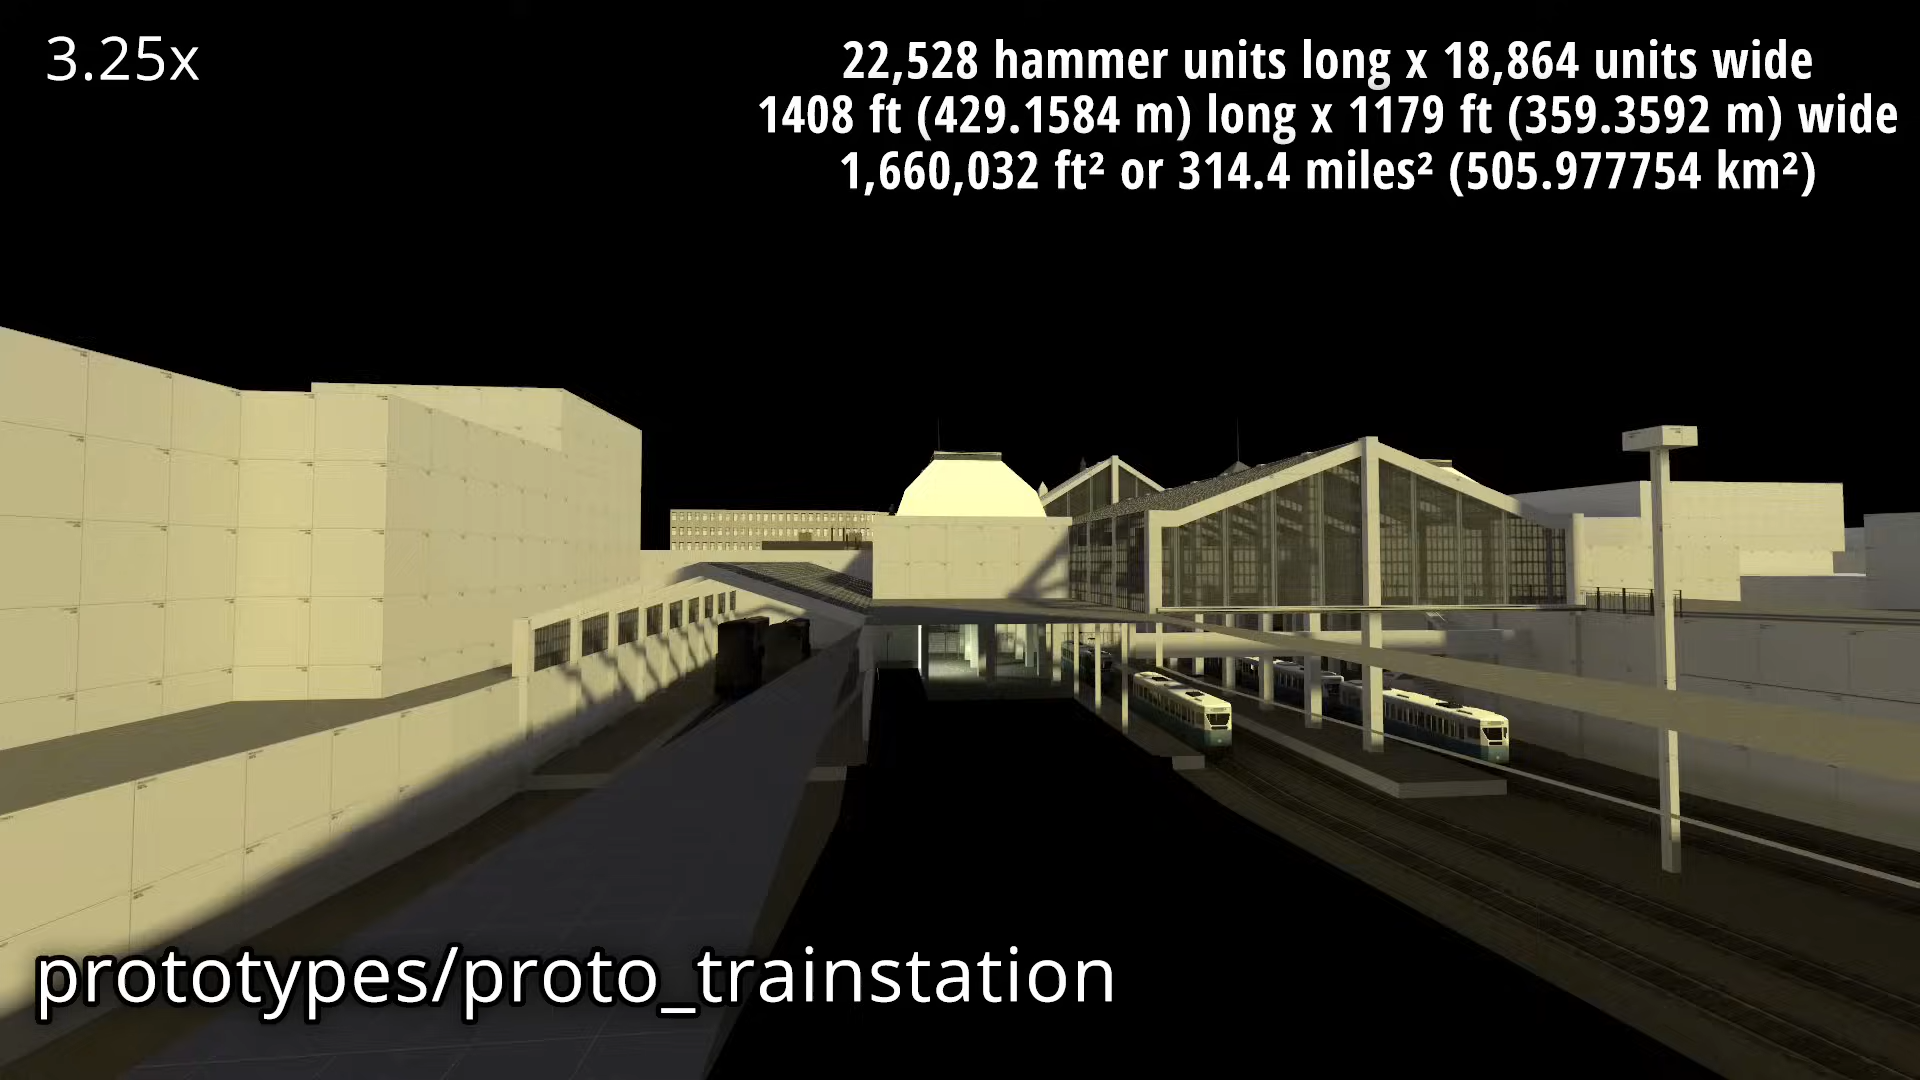 3.25x
22,528 hammer units long x 18,864 units wide
1408 ft (429.1584 m) long x 1179 ft (359.3592 m) wide
1,660,032 ft² or 314.4 miles² (505.977754 km²)
prototypes/proto_trainstation